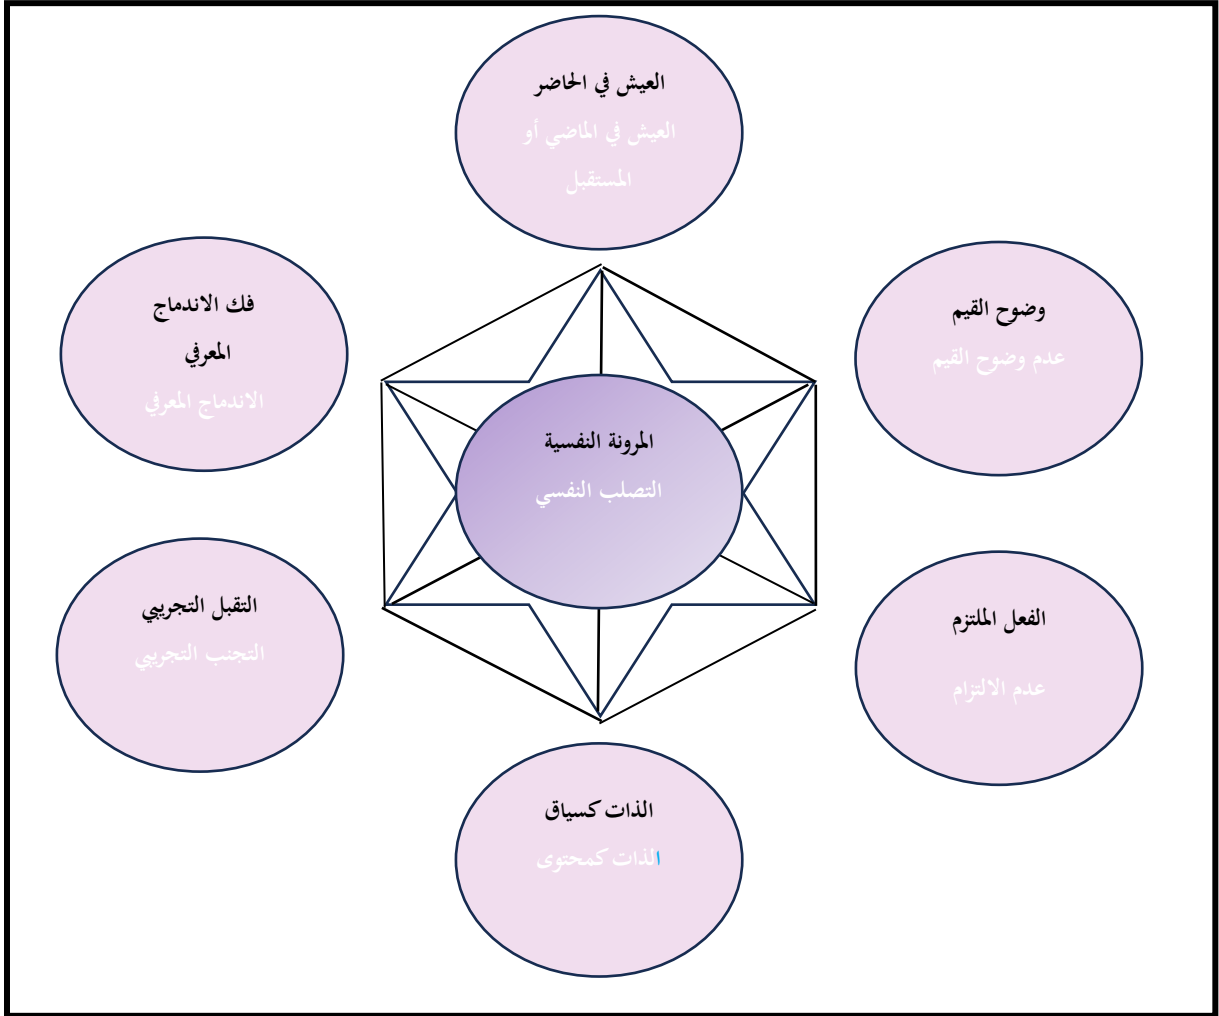 العيش في الحاضر
العيش في الماضي أو
المستقبل
وضوح القيم
عدم وضوح القيم
فك الاندماج
المعرفي
الاندماج المعرفي
المرونة النفسية
التصلب النفسي
الفعل الملتزم
عدم الالتزام
التقبل التجريبي
التجنب التجريبي
الذات كسياق
الذات كمحتوى